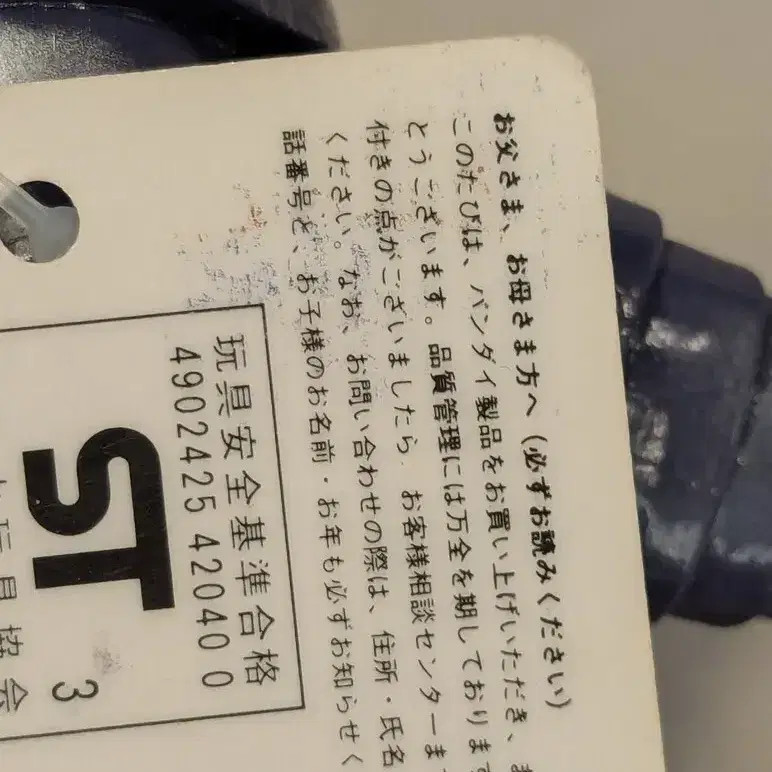 お父さま、お母さま方へ(必ずお読みください)
このたびは、バンダイ製品をお買い上げいただき、
とうございます。品質管理には万全を期しております
付きの点がございましたら お客様相談センターま
ください。なお、お問い合わせの際は、住所・氏名
話番号と、お子様のお名前・お年も必ずお知らせく
玩具安全基準合格
4902425 42040 0
ST
3
玩具協会